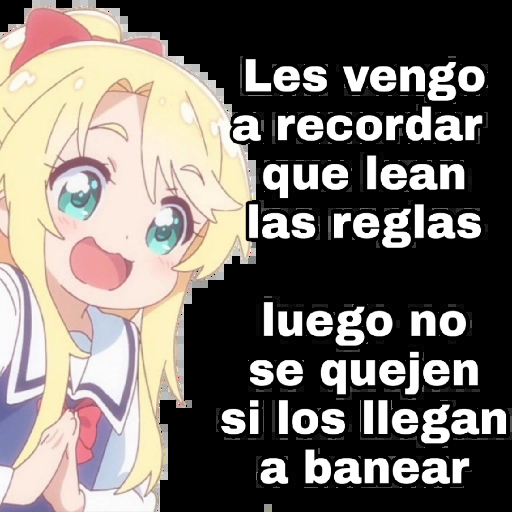 Les vengo
a recordar
que lean
las reglas
luego no
se quejen
si los llegan
a banear